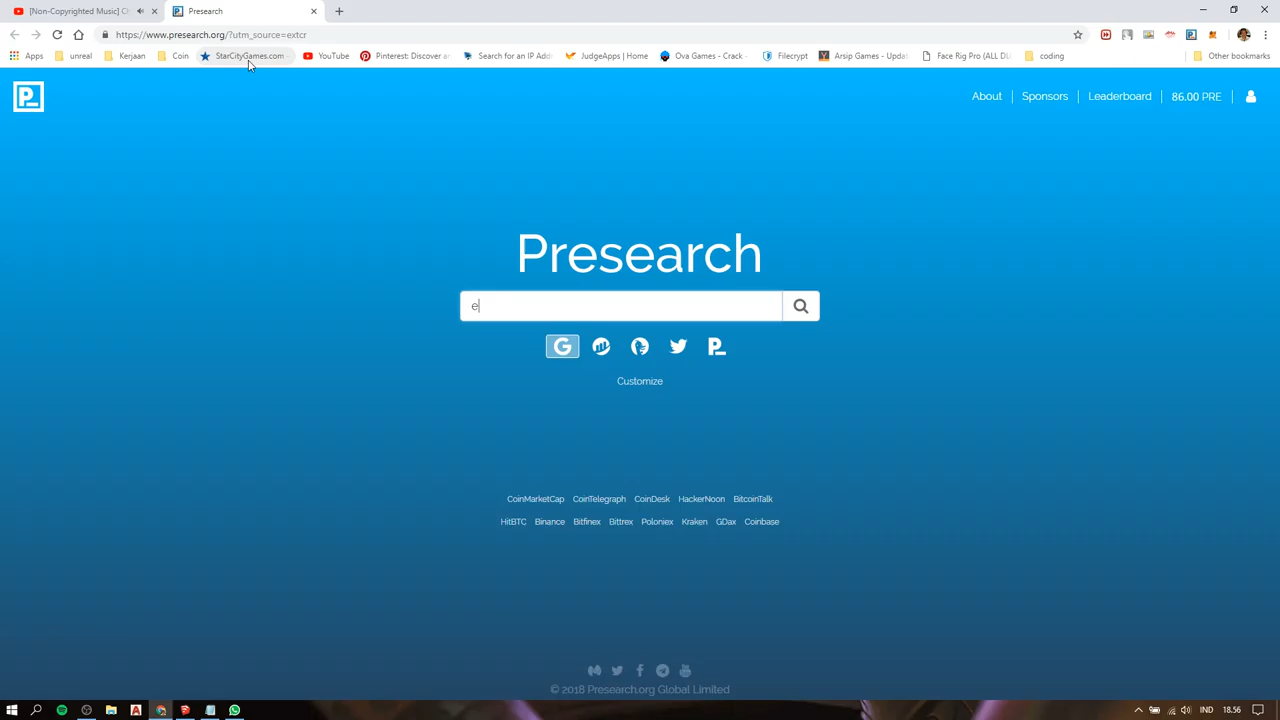 [Non-Copyrighted Music] Ch
Presearch
https://www.presearch.org/?utm_source=extcr
Apps
unreal
Kerjaan
Coin
StarCityGames.com -
YouTube
Pinterest: Discover an
Search for an IP Addr
JudgeApps | Home
Ova Games - Crack -
Filecrypt
Arsip Games - Updat
Face Rig Pro (ALL DL
coding
Other bookmarks
About
Sponsors
Leaderboard
86.00 PRE
Presearch
e
Customize
CoinMarketCap CoinTelegraph CoinDesk HackerNoon BitcoinTalk
HitBTC Binance Bitfinex Bittrex Poloniex Kraken GDax Coinbase
© 2018 Presearch.org Global Limited
IND
18.56